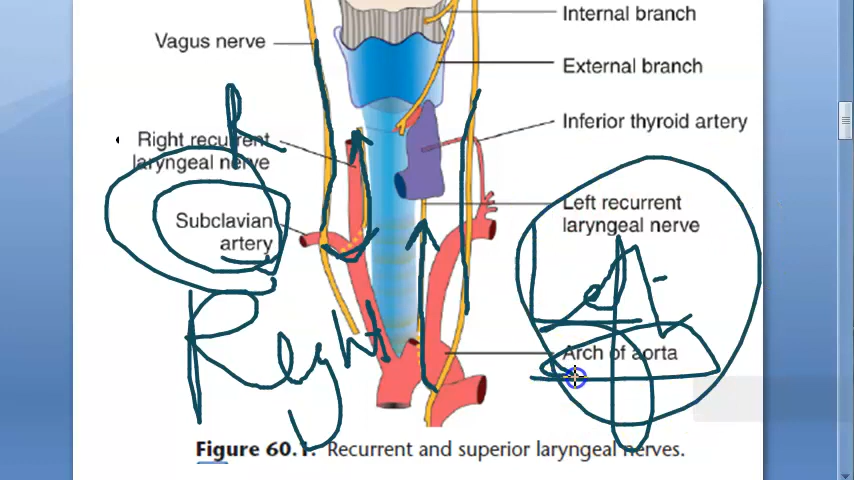 Internal branch
Vagus nerve
External branch
Inferior thyroid artery
R
Right recurrent
laryngeal nerve
Left recurrent
laryngeal nerve
Subclavian
artery
Right
Arch of aorta
Figure 60.1. Recurrent and superior laryngeal nerves.